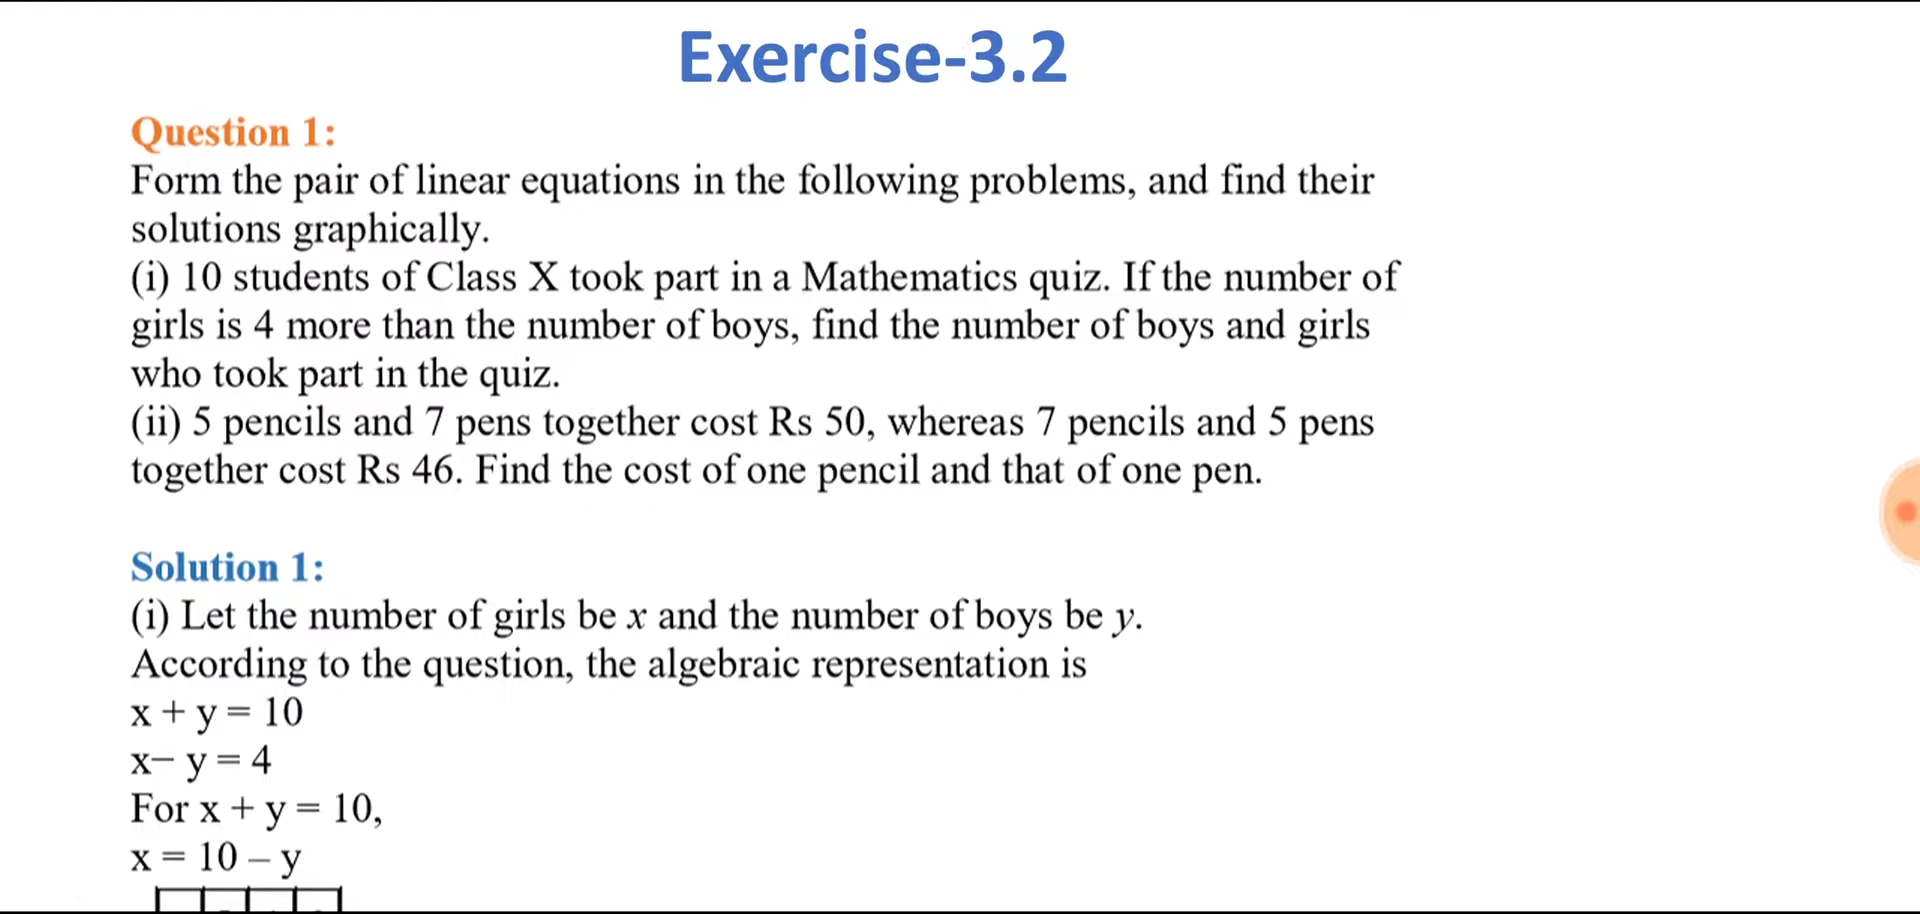 Exercise-3.2
Question 1:
Form the pair of linear equations in the following problems, and find their
solutions graphically.
(i) 10 students of Class X took part in a Mathematics quiz. If the number of
girls is 4 more than the number of boys, find the number of boys and girls
who took part in the quiz.
(ii) 5 pencils and 7 pens together cost Rs 50, whereas 7 pencils and 5 pens
together cost Rs 46. Find the cost of one pencil and that of one pen.
Solution 1:
(i) Let the number of girls be x and the number of boys be y.
According to the question, the algebraic representation is
x + y = 10
x– y = 4
For x + y = 10,
x = 10 – y